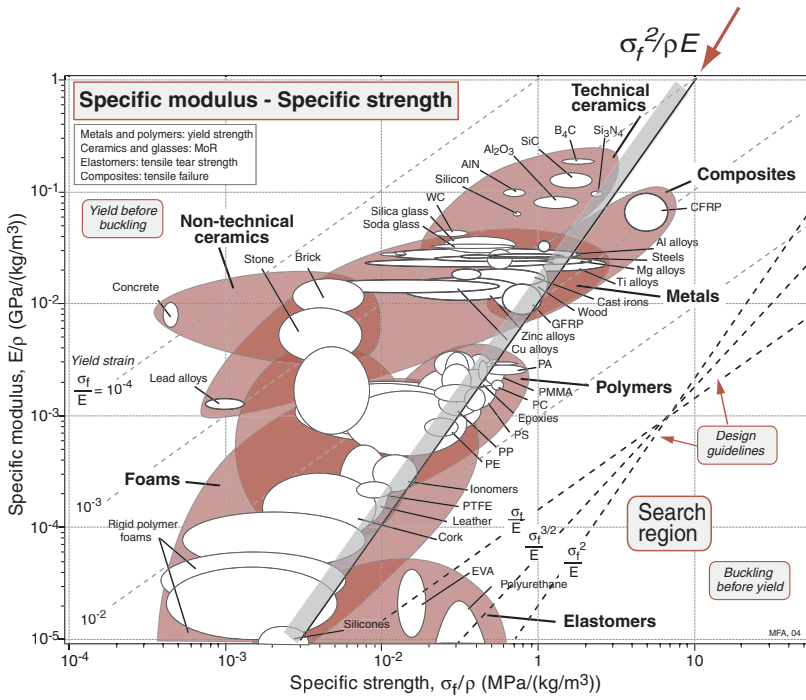 σf²/ρE
Specific modulus - Specific strength
Metals and polymers: yield strength
Ceramics and glasses: MoR
Elastomers: tensile tear strength
Composites: tensile failure
Technical
ceramics
B4C
Si3N4
SiC
Al2O3
AlN
Silicon
WC
Silica glass
Soda glass
Composites
CFRP
Yield before
buckling
Non-technical
ceramics
Stone
Brick
Concrete
Al alloys
Steels
Mg alloys
Ti alloys
Metals
Cast irons
Wood
GFRP
Zinc alloys
Cu alloys
Yield strain
σf/E = 10-4
Lead alloys
PA
Polymers
PMMA
PC
Epoxies
PS
PP
PE
Design
guidelines
Foams
Ionomers
PTFE
Leather
Cork
10-3
Rigid polymer
foams
σf/E
σf3/2/E
σf2/E
Search
region
EVA
Polyurethane
Buckling
before yield
10-2
Silicones
Elastomers
MFA, 04
1
10-1
10-2
10-3
10-4
10-5
Specific modulus, E/ρ (GPa/(kg/m3))
10-4
10-3
10-2
10-1
1
10
Specific strength, σf/ρ (MPa/(kg/m3))